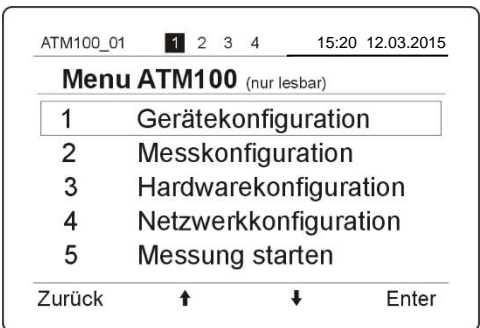 ATM100_01 1 2 3 4 15:20 12.03.2015
Menu ATM100 (nur lesbar)
1 Gerätekonfiguration
2 Messkonfiguration
3 Hardwarekonfiguration
4 Netzwerkkonfiguration
5 Messung starten
Zurück ⬆ ⬇ Enter